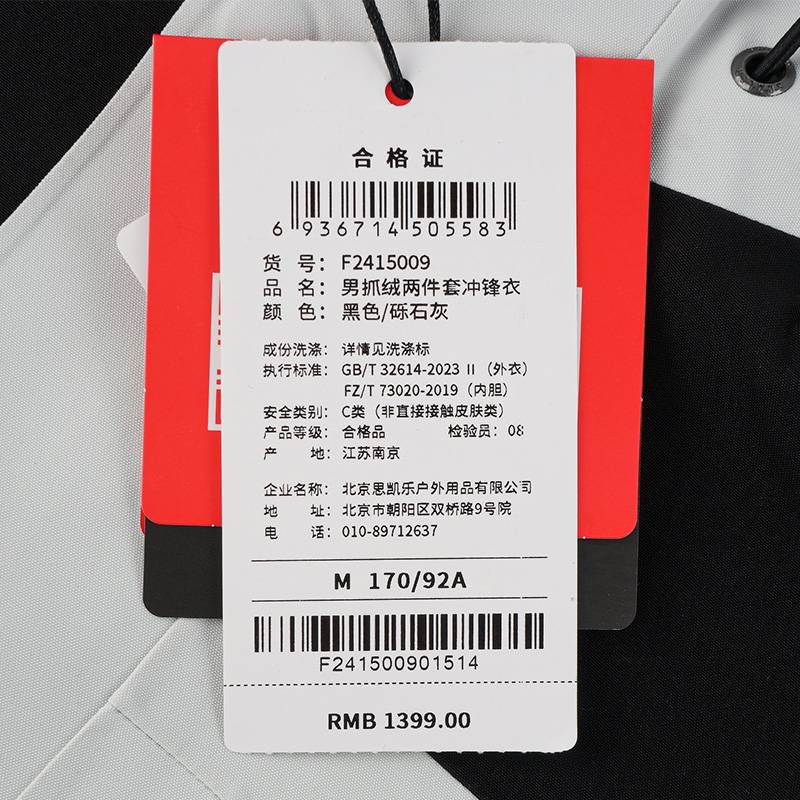 合格证
6 936714 505583
货 号：F2415009
品 名：男抓绒两件套冲锋衣
颜 色：黑色/砾石灰
成份洗涤：详情见洗涤标
执行标准：GB/T 32614-2023 II（外衣）
FZ/T 73020-2019（内胆）
安全类别：C类（非直接接触皮肤类）
产品等级：合格品 检验员：08
产 地：江苏南京
企业名称：北京思凯乐户外用品有限公司
地 址：北京市朝阳区双桥路9号院
电 话：010-89712637
M 170/92A
F241500901514
RMB 1399.00